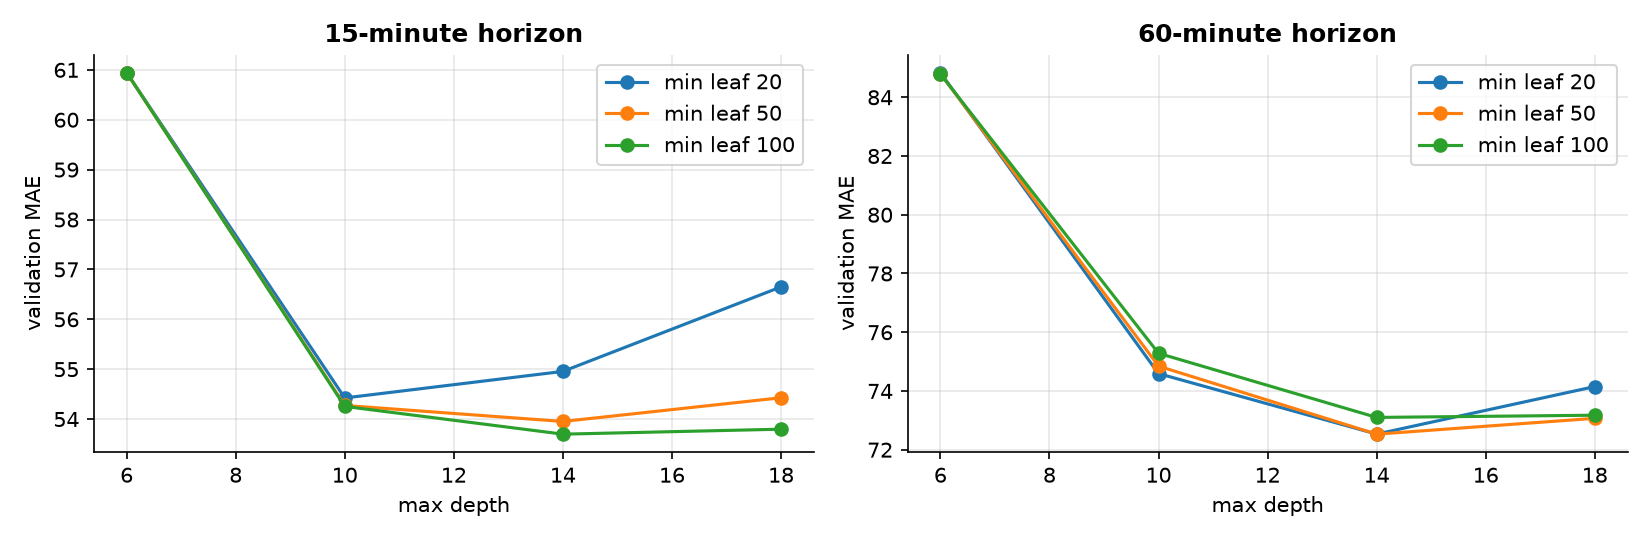 15-minute horizon
validation MAE
61
60
59
58
57
56
55
54
6 8 10 12 14 16 18
max depth
min leaf 20
min leaf 50
min leaf 100
60-minute horizon
validation MAE
84
82
80
78
76
74
72
6 8 10 12 14 16 18
max depth
min leaf 20
min leaf 50
min leaf 100